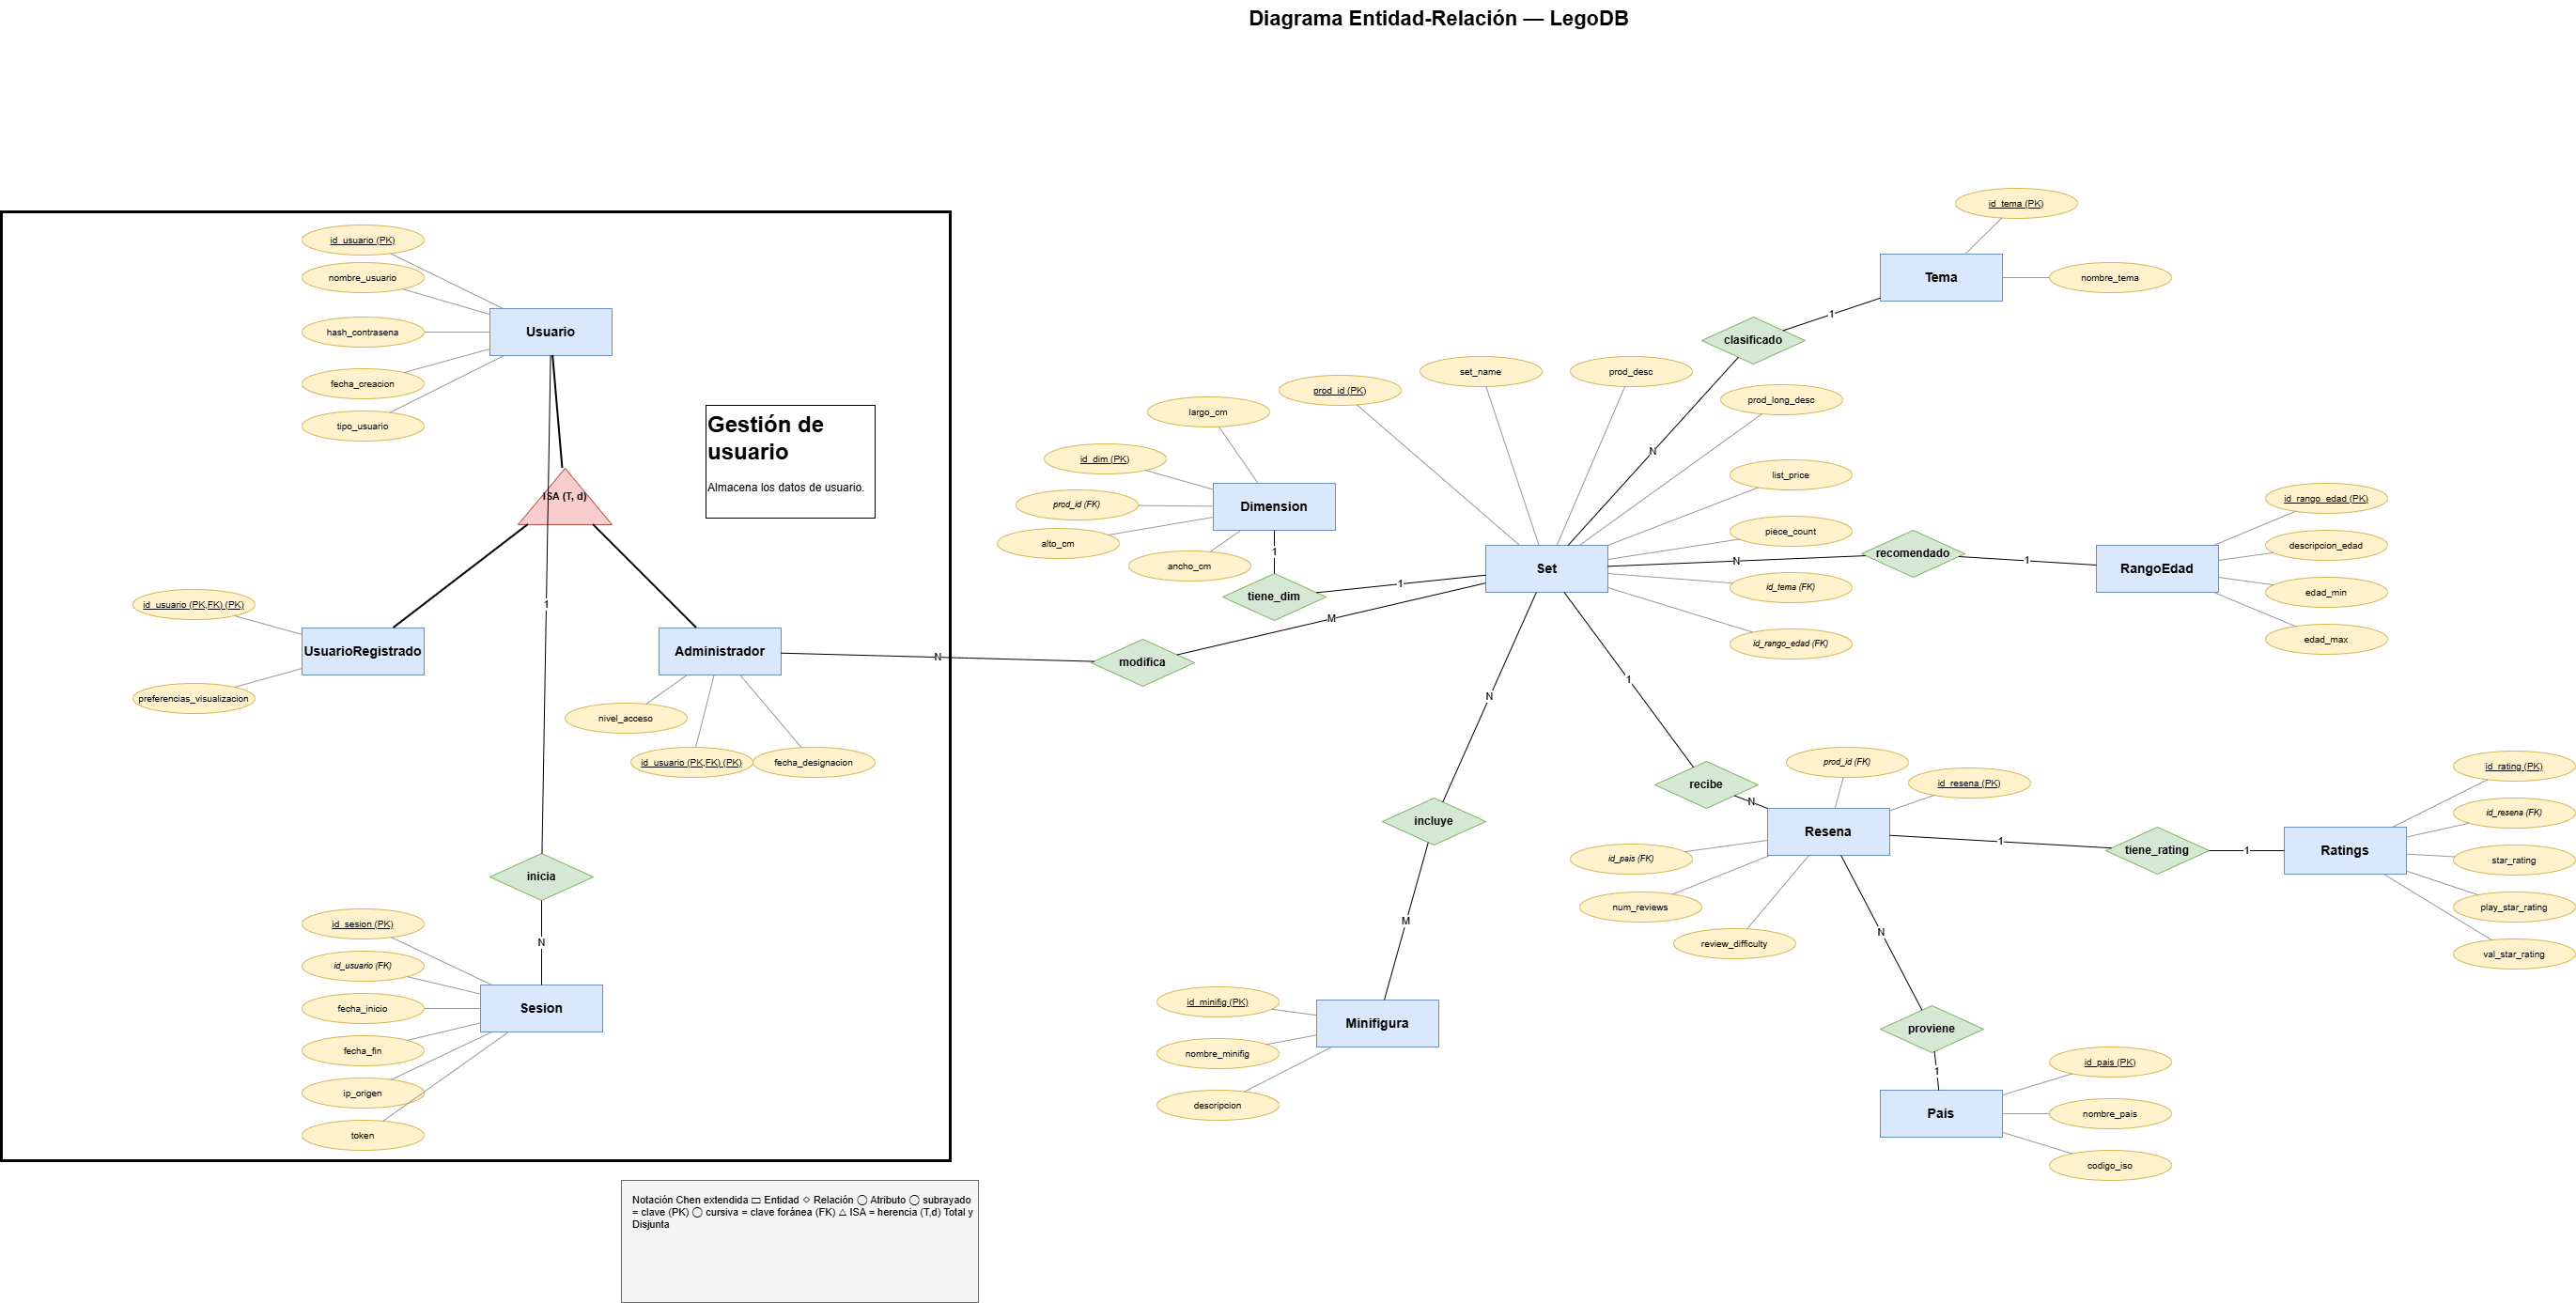 Diagrama Entidad-Relación — LegoDB
id_usuario (PK)
nombre_usuario
hash_contrasena
fecha_creacion
tipo_usuario
Usuario
Gestión de
usuario
Almacena los datos de usuario.
ISA (T, d)
id_usuario (PK,FK) (PK)
preferencias_visualizacion
UsuarioRegistrado
Administrador
nivel_acceso
id_usuario (PK,FK) (PK)
fecha_designacion
1
inicia
N
id_sesion (PK)
id_usuario (FK)
fecha_inicio
fecha_fin
ip_origen
token
Sesion
N
modifica
M
largo_cm
id_dim (PK)
prod_id (FK)
alto_cm
ancho_cm
Dimension
1
tiene_dim
1
prod_id (PK)
set_name
prod_desc
prod_long_desc
list_price
piece_count
id_tema (FK)
id_rango_edad (FK)
Set
N
clasificado
1
id_tema (PK)
Tema
nombre_tema
N
recomendado
1
RangoEdad
id_rango_edad (PK)
descripcion_edad
edad_min
edad_max
N
incluye
M
id_minifig (PK)
nombre_minifig
descripcion
Minifigura
1
recibe
N
prod_id (FK)
id_resena (PK)
Resena
id_pais (FK)
num_reviews
review_difficulty
1
tiene_rating
1
Ratings
id_rating (PK)
id_resena (FK)
star_rating
play_star_rating
val_star_rating
N
proviene
1
Pais
id_pais (PK)
nombre_pais
codigo_iso
Notación Chen extendida ▭ Entidad ◇ Relación ◯ Atributo ◯ subrayado
= clave (PK) ◯ cursiva = clave foránea (FK) △ ISA = herencia (T,d) Total y
Disjunta